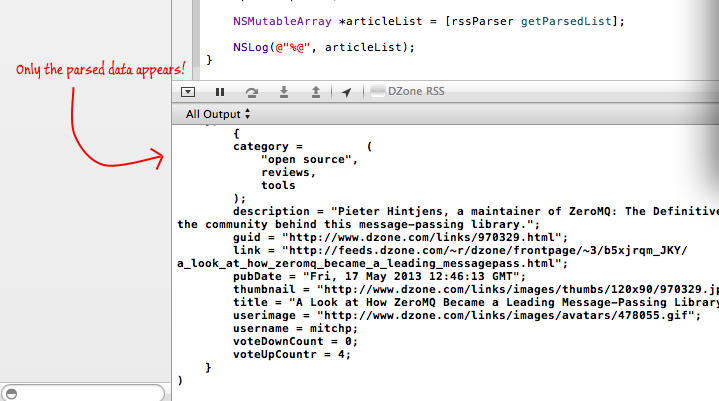 NSMutableArray *articleList = [rssParser getParsedList];
NSLog(@"%@", articleList);
}
Only the parsed data appears!
DZone RSS
All Output
{
category = (
"open source",
reviews,
tools
);
description = "Pieter Hintjens, a maintainer of ZeroMQ: The Definitive
the community behind this message-passing library.";
guid = "http://www.dzone.com/links/970329.html";
link = "http://feeds.dzone.com/~r/dzone/frontpage/~3/b5xjrqm_JKY/
a_look_at_how_zeromq_became_a_leading_messagepass.html";
pubDate = "Fri, 17 May 2013 12:46:13 GMT";
thumbnail = "http://www.dzone.com/links/images/thumbs/120x90/970329.jp
title = "A Look at How ZeroMQ Became a Leading Message-Passing Library
userimage = "http://www.dzone.com/links/images/avatars/478055.gif";
username = mitchp;
voteDownCount = 0;
voteUpCountr = 4;
}
)